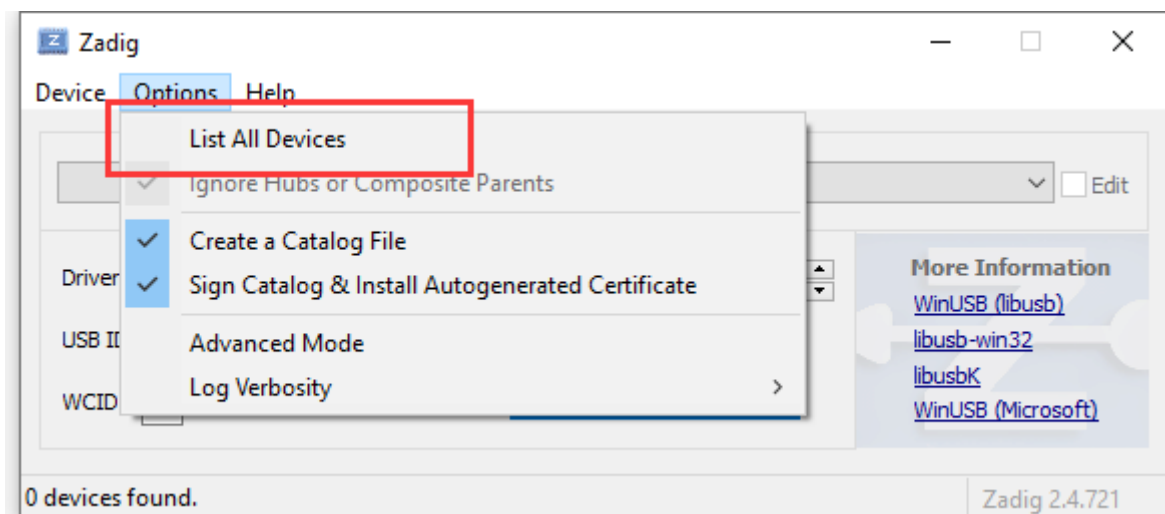 Zadig
Device Options Help
List All Devices
Ignore Hubs or Composite Parents
Edit
Create a Catalog File
Driver
Sign Catalog & Install Autogenerated Certificate
More Information
WinUSB (libusb)
USB ID
Advanced Mode
libusb-win32
Log Verbosity
libusbK
WCID
WinUSB (Microsoft)
0 devices found.
Zadig 2.4.721